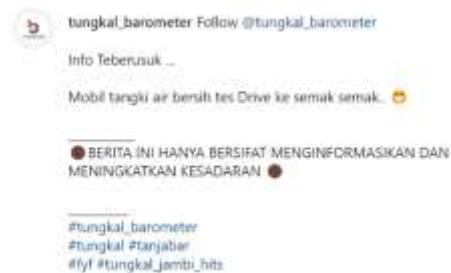 tungkal_barometer Follow @tungkal_barometer
Info Teberusuk ...
Mobil tangki air bersih tes Drive ke semak semak.. 😁
BERITA INI HANYA BERSIFAT MENGINFORMASIKAN DAN
MENINGKATKAN KESADARAN
#tungkal_barometer
#tungkal #tanjabar
#fyf #tungkal_jambi_hits